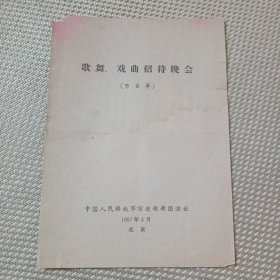 歌舞、戏曲招待晚会
（节目单）
中国人民解放军前进歌舞团演出
1957年3月
北京